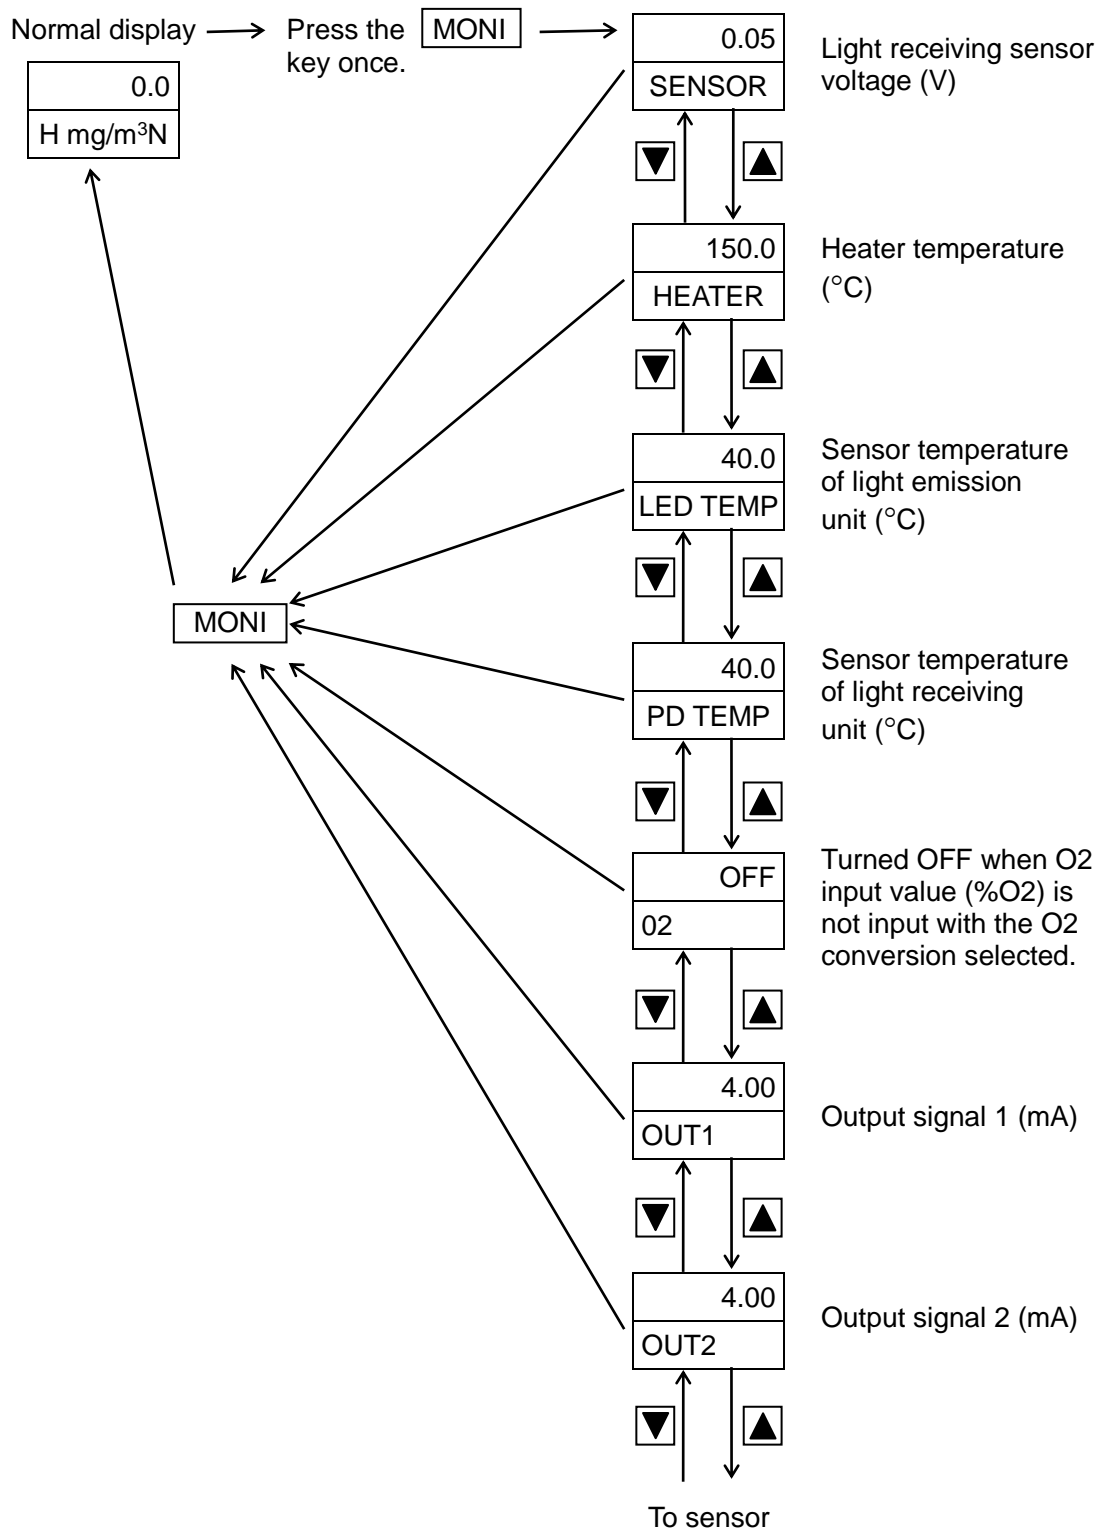 Normal display
Press the MONI
key once.
0.0
H mg/m³N
0.05
SENSOR
Light receiving sensor
voltage (V)
▼ ▲
150.0
HEATER
Heater temperature
(°C)
▼ ▲
40.0
LED TEMP
Sensor temperature
of light emission
unit (°C)
▼ ▲
MONI
40.0
PD TEMP
Sensor temperature
of light receiving
unit (°C)
▼ ▲
OFF
02
Turned OFF when O2
input value (%O2) is
not input with the O2
conversion selected.
▼ ▲
4.00
OUT1
Output signal 1 (mA)
▼ ▲
4.00
OUT2
Output signal 2 (mA)
▼ ▲
To sensor